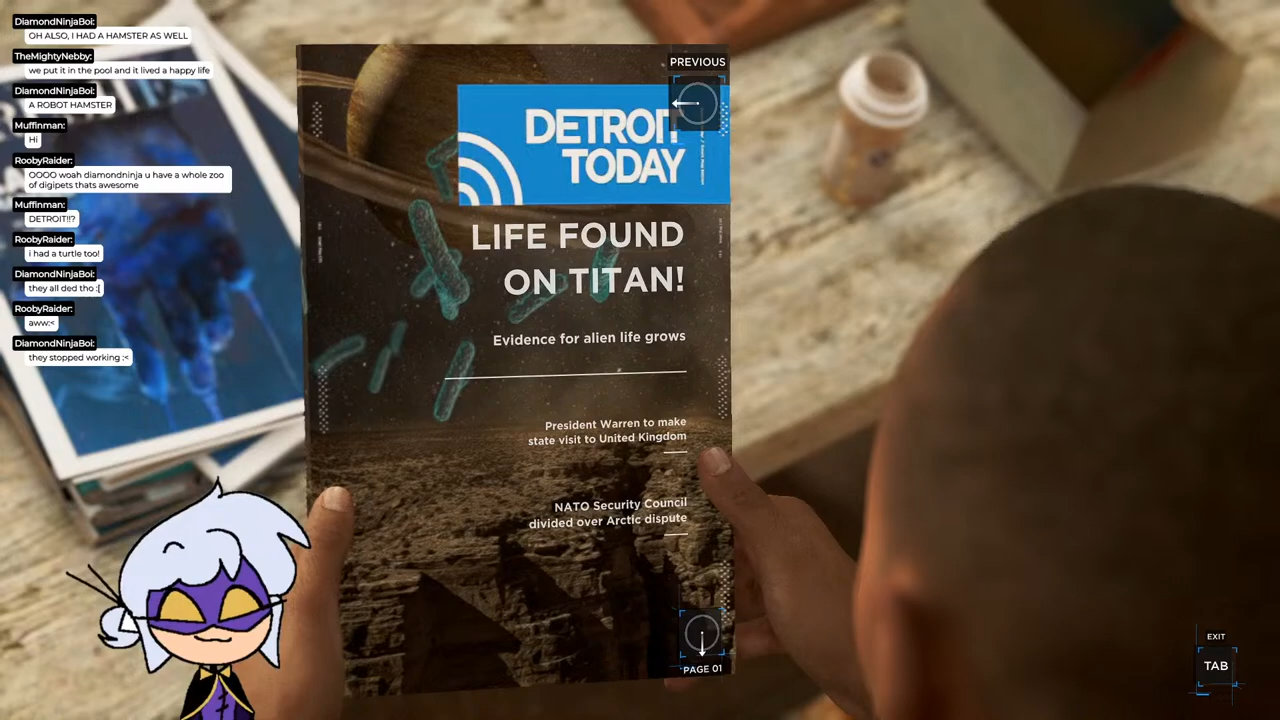 DiamondNinjaBoi:
OH ALSO, I HAD A HAMSTER AS WELL
TheMightyNebby:
we put it in the pool and it lived a happy life
DiamondNinjaBoi:
A ROBOT HAMSTER
Muffinman:
Hi
RoobyRaider:
OOOO woah diamondninja u have a whole zoo
of digipets thats awesome
Muffinman:
DETROIT!!?
RoobyRaider:
i had a turtle too!
DiamondNinjaBoi:
they all ded tho :[
RoobyRaider:
aww:<
DiamondNinjaBoi:
they stopped working :<
PREVIOUS
DETROIT
TODAY
LIFE FOUND
ON TITAN!
Evidence for alien life grows
President Warren to make
state visit to United Kingdom
NATO Security Council
divided over Arctic dispute
PAGE 01
EXIT
TAB